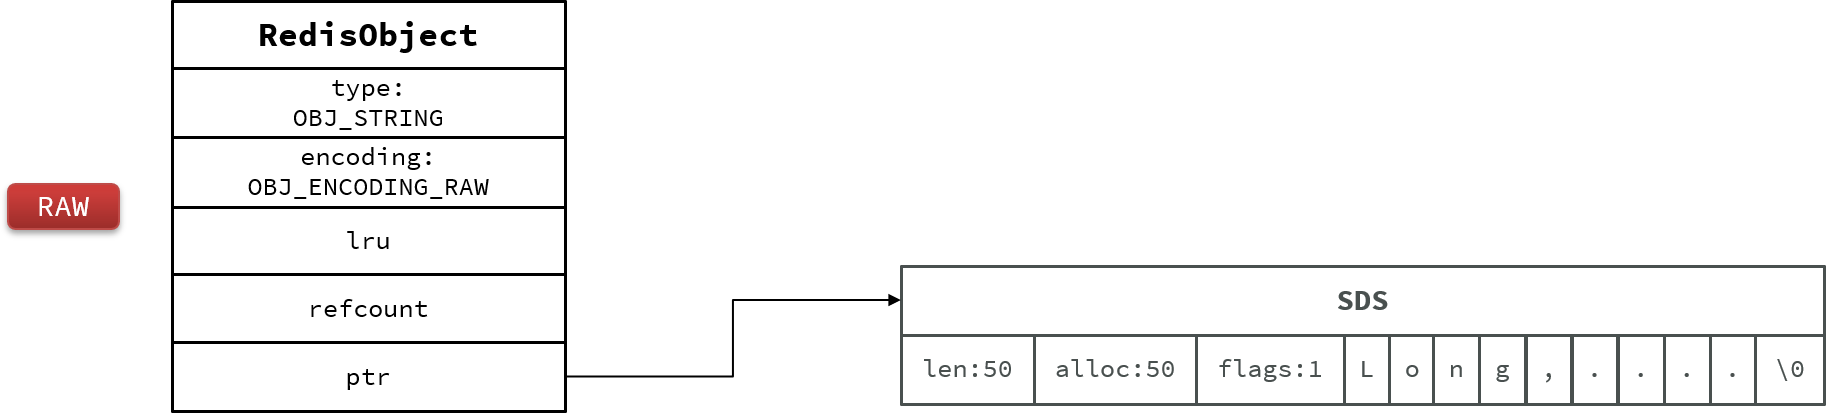 RAW
RedisObject
type:
OBJ_STRING
encoding:
OBJ_ENCODING_RAW
lru
refcount
ptr
SDS
len:50 alloc:50 flags:1 L o n g , . . . . \0